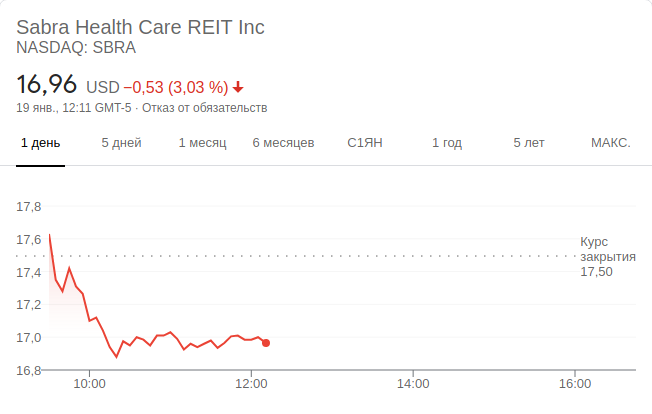 Sabra Health Care REIT Inc
NASDAQ: SBRA
16,96 USD −0,53 (3,03 %)
19 янв., 12:11 GMT-5 · Отказ от обязательств
1 день 5 дней 1 месяц 6 месяцев С1ЯН 1 год 5 лет МАКС.
17,8
17,6
17,4
17,2
17,0
16,8
Курс
закрытия
17,50
10:00 12:00 14:00 16:00